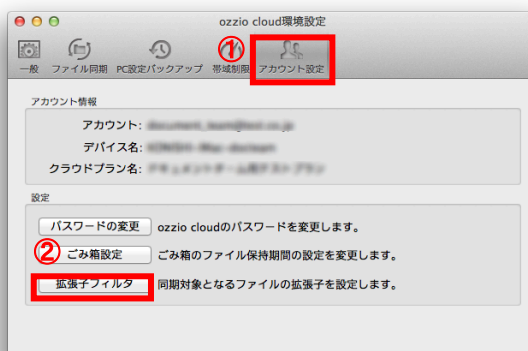 ozzio cloud環境設定
①
一般 ファイル同期 PC設定バックアップ 帯域制限 アカウント設定
アカウント情報
アカウント:
デバイス名:
クラウドプラン名:
設定
パスワードの変更 ozzio cloudのパスワードを変更します。
② ごみ箱設定 ごみ箱のファイル保持期間の設定を変更します。
拡張子フィルタ 同期対象となるファイルの拡張子を設定します。